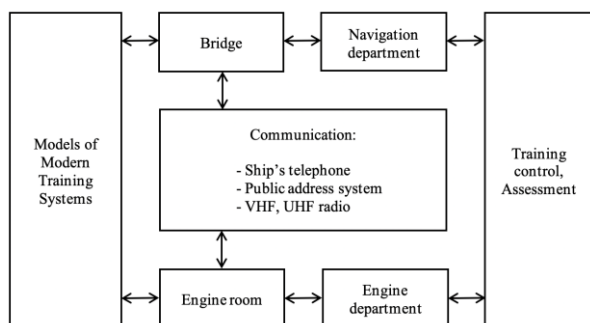 Bridge
Navigation
department
Models of
Modern
Training
Systems
Communication:
- Ship's telephone
- Public address system
- VHF, UHF radio
Training
control,
Assessment
Engine room
Engine
department